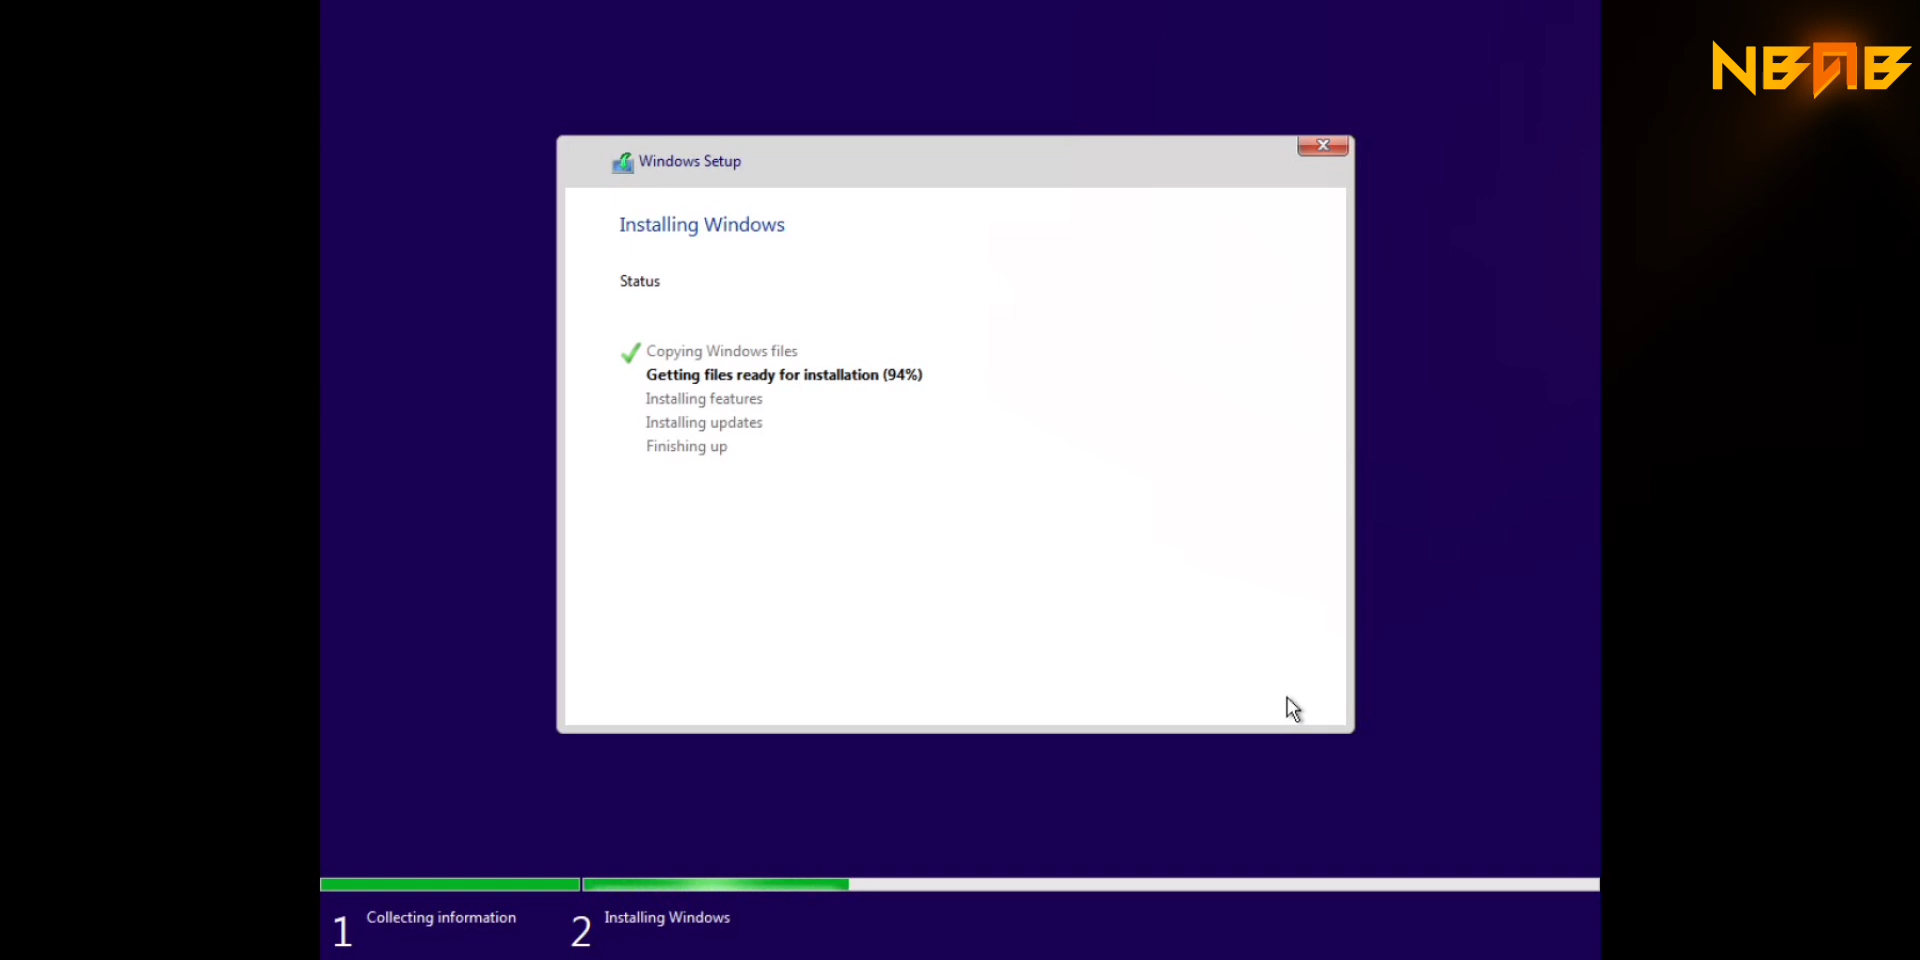 NBAB
Windows Setup
Installing Windows
Status
Copying Windows files
Getting files ready for installation (94%)
Installing features
Installing updates
Finishing up
1 Collecting information
2 Installing Windows